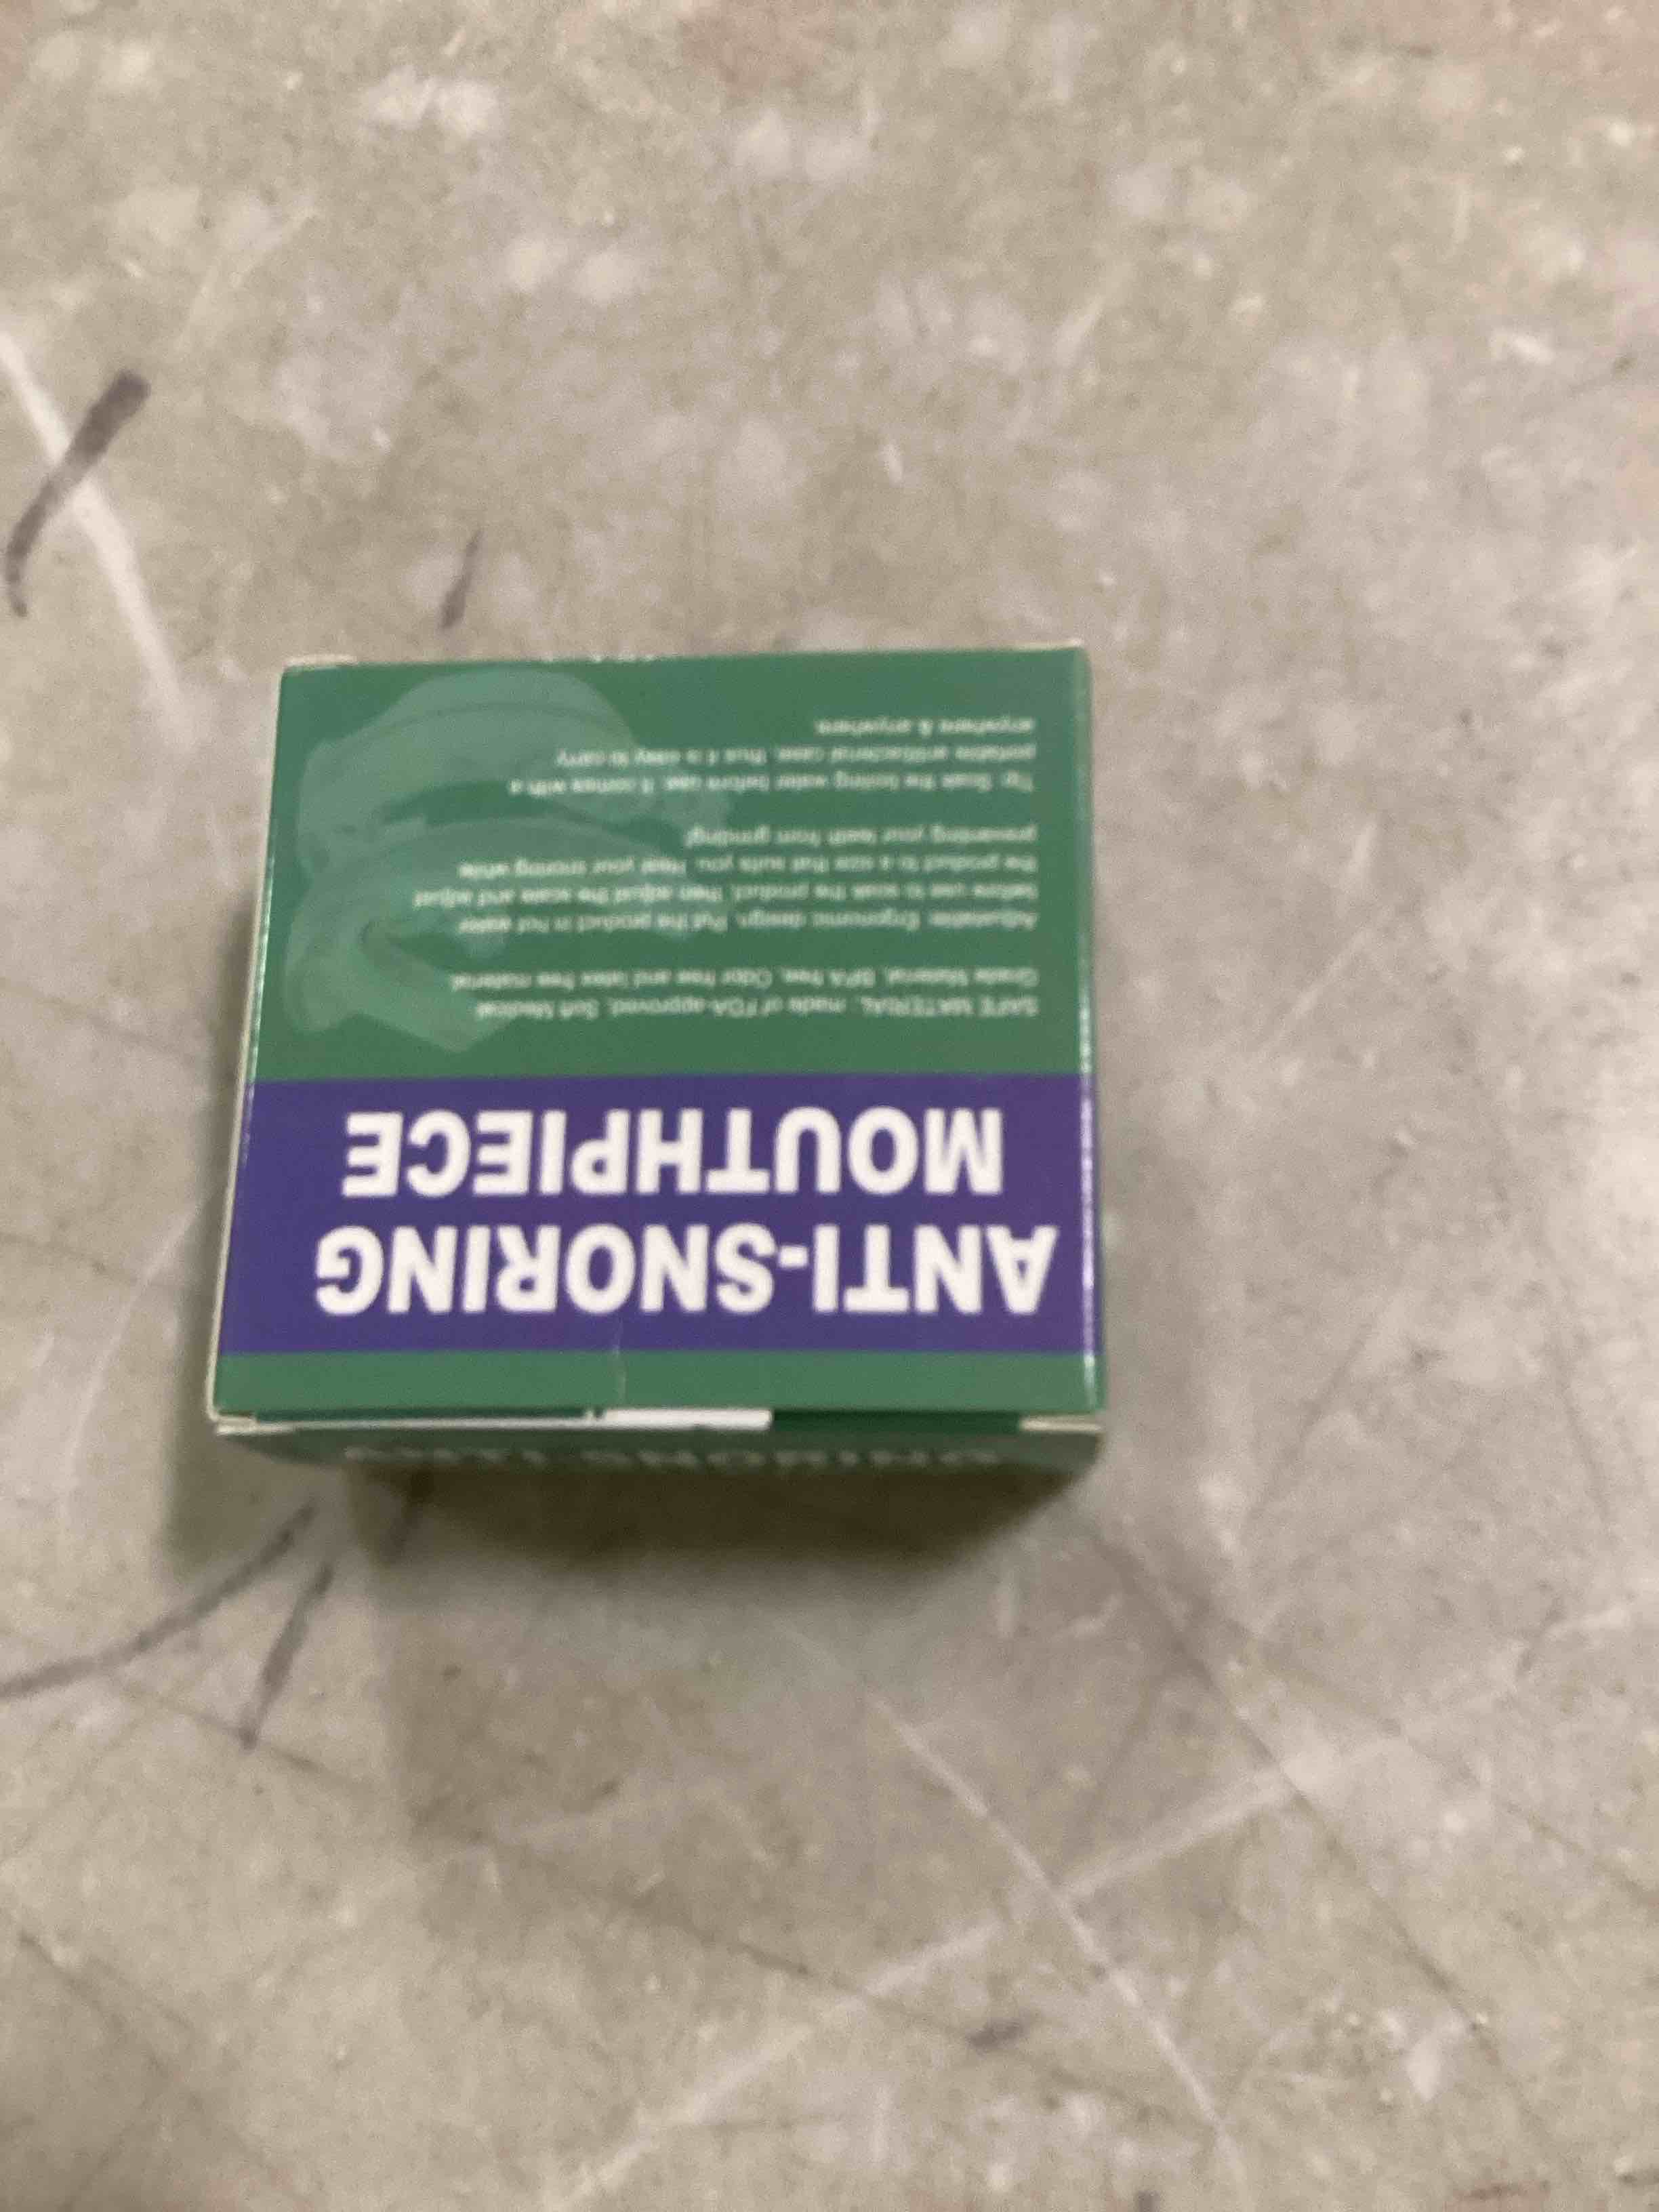 ANTI-SNORING
MOUTHPIECE
SAFE MATERIAL: made of FDA-approved, Soft Medical
Grade Material, BPA free, Odor free and latex free material.
Adjustable: Ergonomic design, Put the product in hot water
before use to soak the product, then adjust the scale and adjust
the product to a size that suits you. Heal your snoring while
preventing your teeth from grinding!
Tip: Soak the boiling water before use. It comes with a
portable antibacterial case, thus it is easy to carry
anywhere & anywhere.
ANTI-SNORING